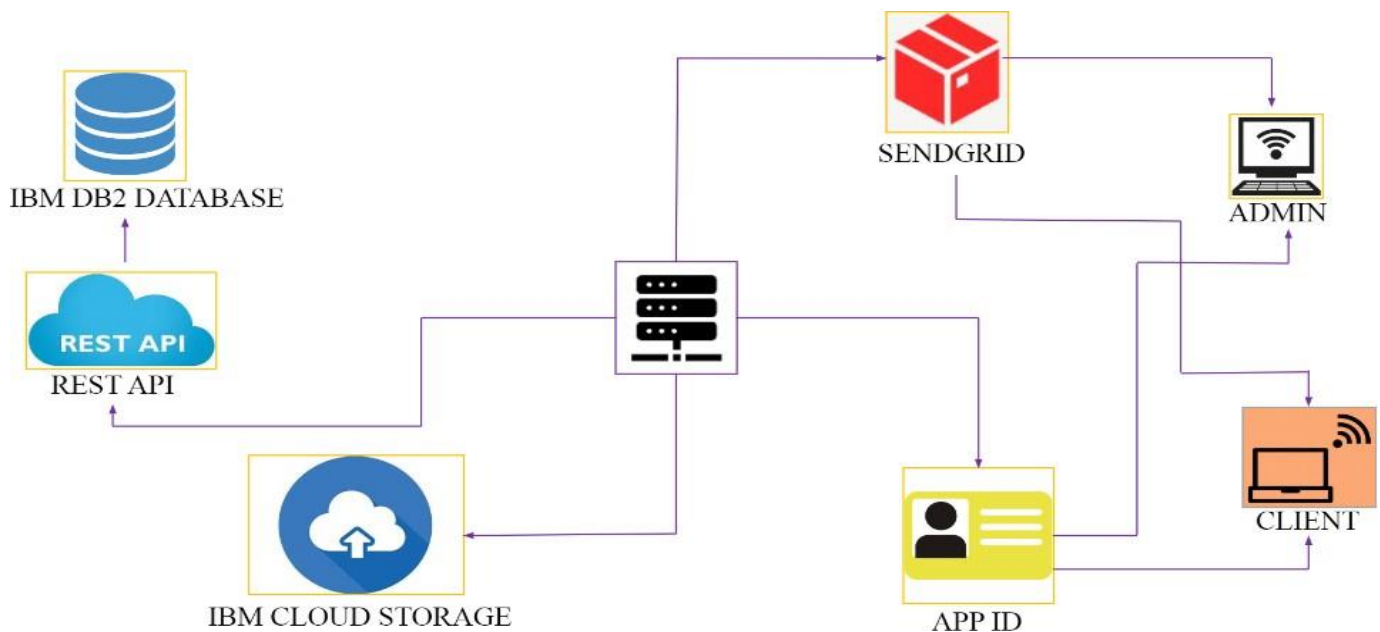 SENDGRID
ADMIN
IBM DB2 DATABASE
REST API
REST API
IBM CLOUD STORAGE
APP ID
CLIENT